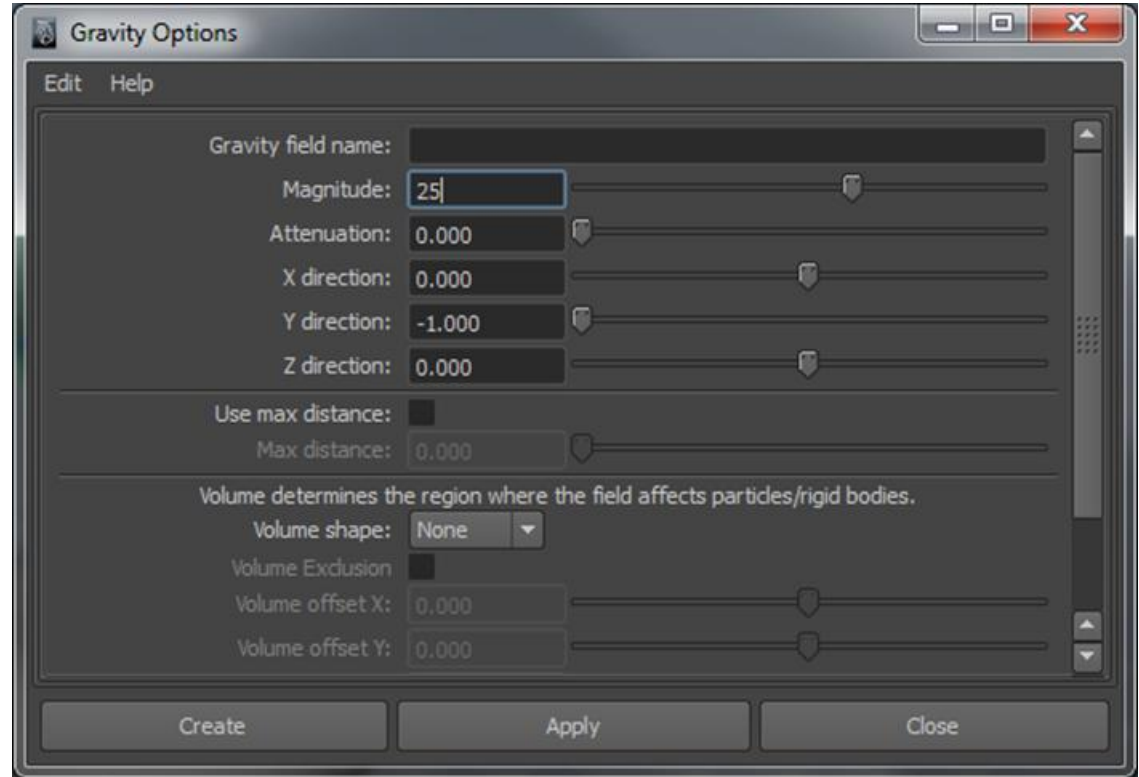 Gravity Options
Edit Help
Gravity field name:
Magnitude: 25
Attenuation: 0.000
X direction: 0.000
Y direction: -1.000
Z direction: 0.000
Use max distance:
Max distance: 0.000
Volume determines the region where the field affects particles/rigid bodies.
Volume shape: None
Volume Exclusion
Volume offset X: 0.000
Volume offset Y: 0.000
Create Apply Close